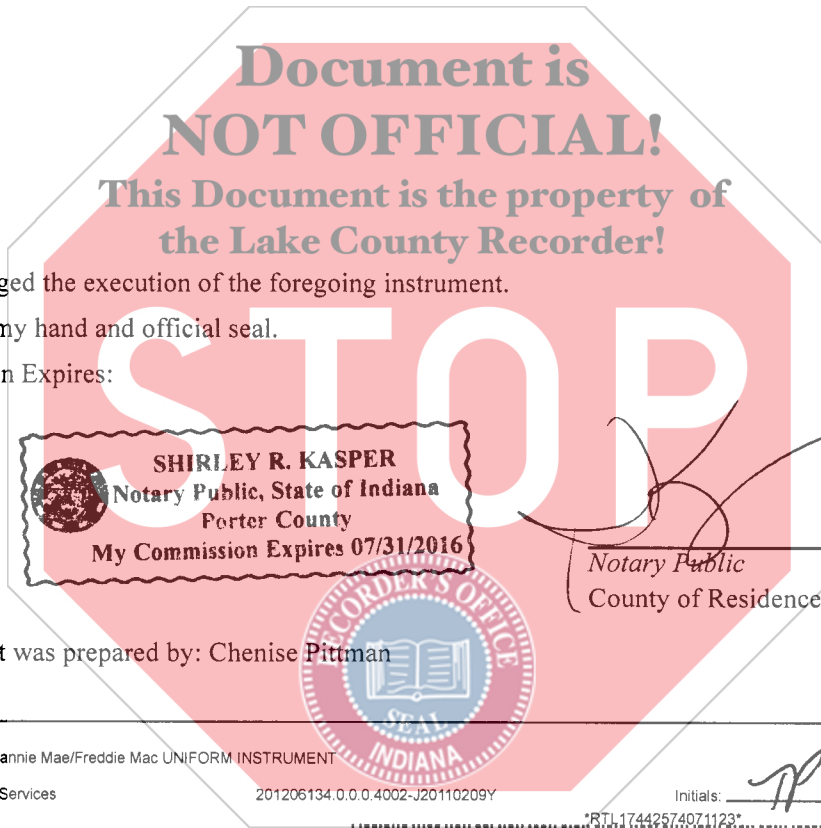 Document is
NOT OFFICIAL!
This Document is the property of
the Lake County Recorder!
ged the execution of the foregoing instrument.
my hand and official seal.
n Expires:
STOP
SHIRLEY R. KASPER
Notary Public, State of Indiana
Porter County
My Commission Expires 07/31/2016
Notary Public
County of Residence
RECORDER'S OFFICE
SEAL
INDIANA
t was prepared by: Chenise Pittman
annie Mae/Freddie Mac UNIFORM INSTRUMENT
Services
201206134.0.0.0.4002-J20110209Y
Initials:
*RTL17442574071123*